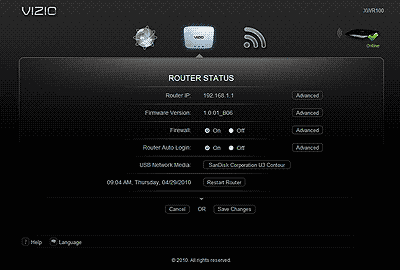 VIZIO XWR100
VIZIO
Online
ROUTER STATUS
Router IP: 192.168.1.1 Advanced
Firmware Version: 1.0.01_B06 Advanced
Firewall: On Off Advanced
Router Auto Login: On Off Advanced
USB Network Media: SanDisk Corporation U3 Contour
09:04 AM, Thursday, 04/29/2010 Restart Router
Cancel OR Save Changes
? Help Language
© 2010. All rights reserved.